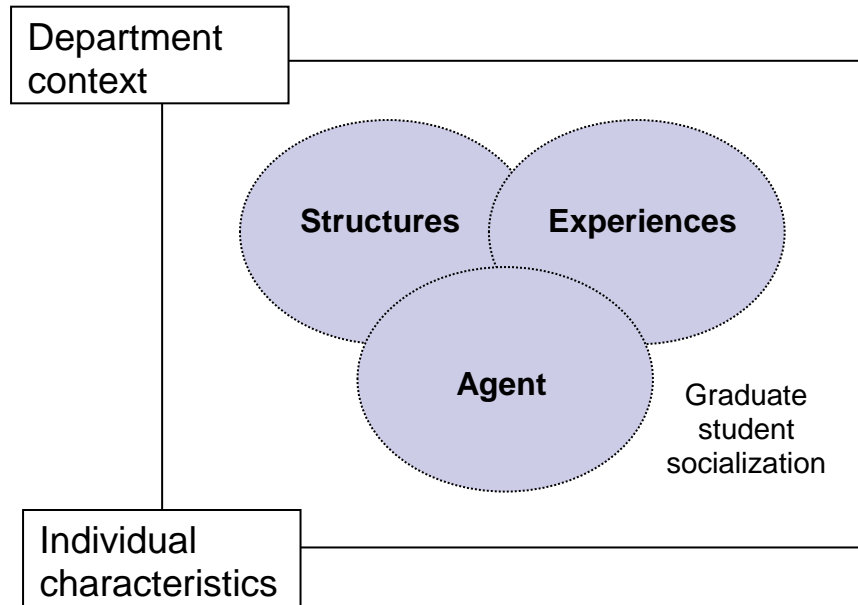 Department
context
Structures
Experiences
Agent
Graduate
student
socialization
Individual
characteristics